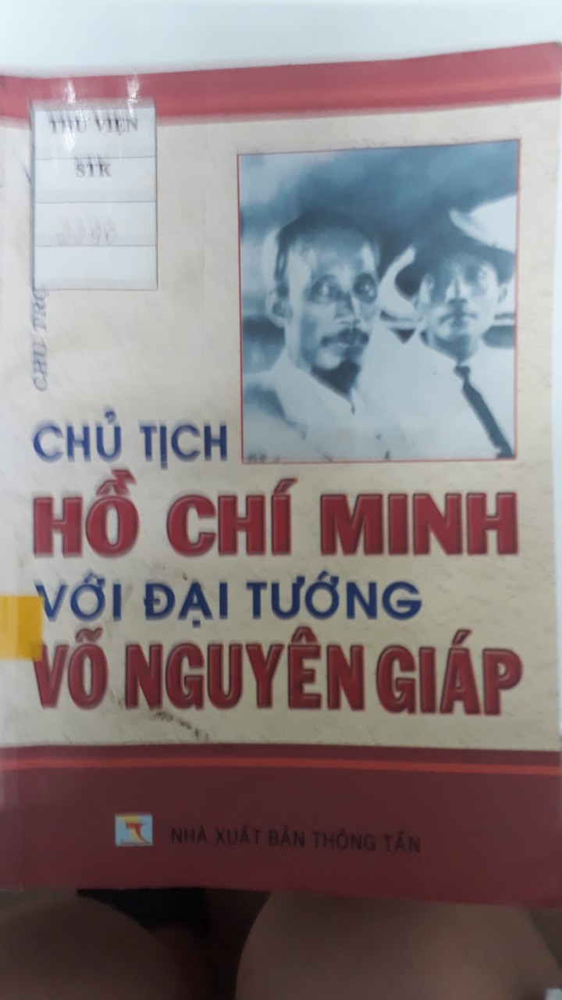 THƯ VIỆN
STK
CHỦ TỊCH
HỒ CHÍ MINH
VỚI ĐẠI TƯỚNG
VÕ NGUYÊN GIÁP
NHÀ XUẤT BẢN THÔNG TẤN